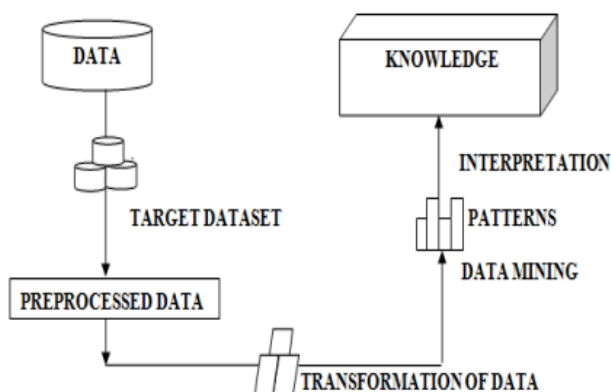 DATA
TARGET DATASET
PREPROCESSED DATA
TRANSFORMATION OF DATA
DATA MINING
PATTERNS
INTERPRETATION
KNOWLEDGE